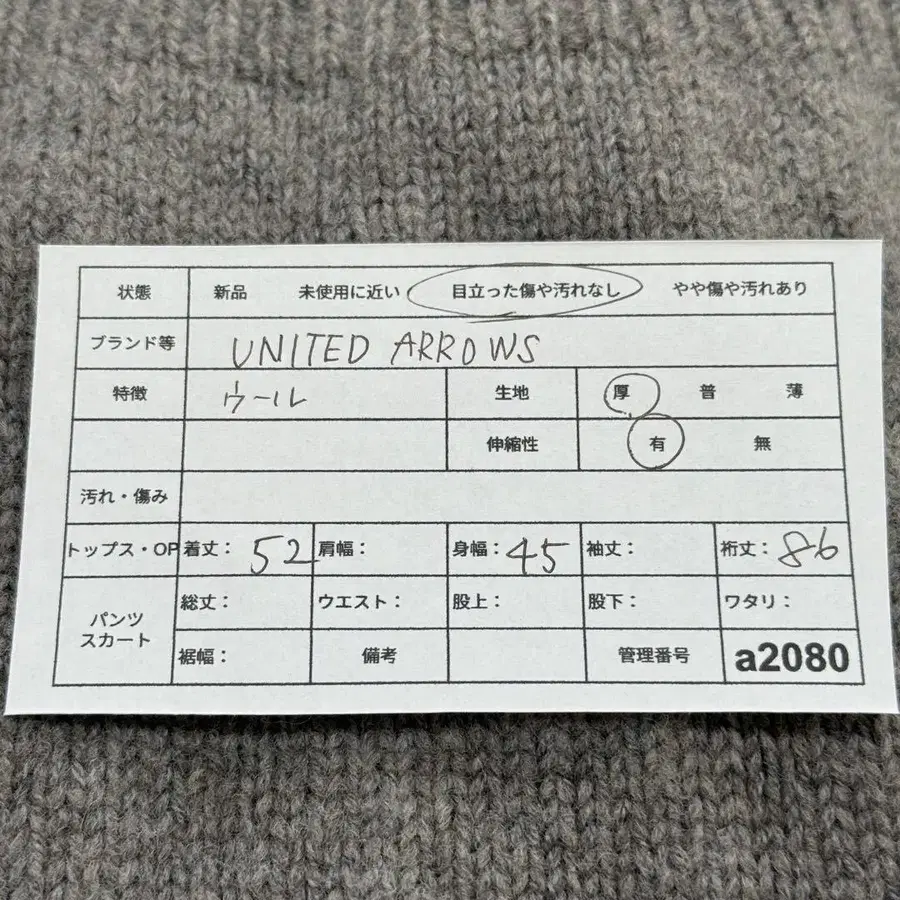 状態 新品 未使用に近い 目立った傷や汚れなし やや傷や汚れあり
ブランド等 UNITED ARROWS
特徴 ウール 生地 厚 普 薄
伸縮性 有 無
汚れ・傷み
トップス・OP 着丈： 52 肩幅： 身幅： 45 袖丈： 裄丈： 86
パンツ スカート 総丈： ウエスト： 股上： 股下： ワタリ：
裾幅： 備考 管理番号 a2080